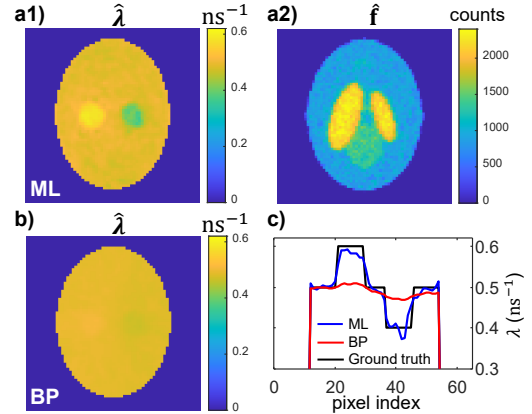 a1) λ̂ ns⁻¹
0.6
0.4
0.2
0
ML
a2) f̂ counts
2000
1500
1000
500
0
b) λ̂ ns⁻¹
0.6
0.4
0.2
0
BP
c)
0.6
0.5
0.4
0.3
λ (ns⁻¹)
ML
BP
Ground truth
0 20 40 60
pixel index